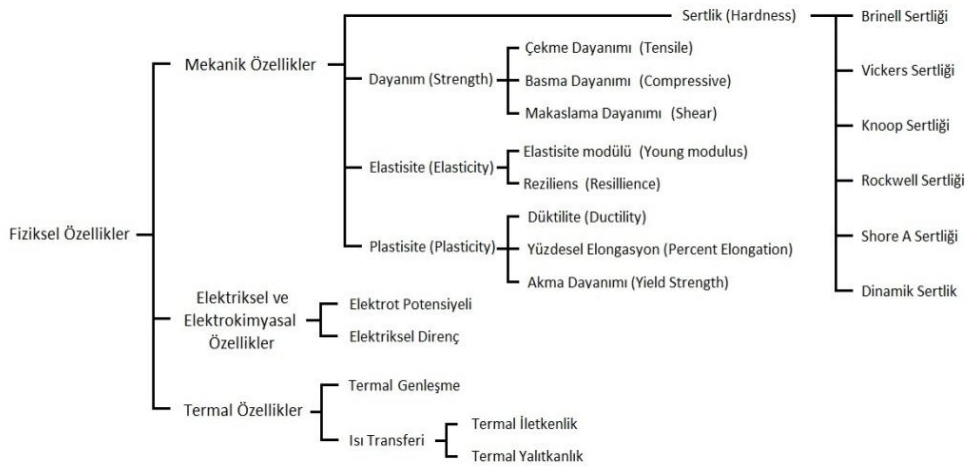 Fiziksel Özellikler
Mekanik Özellikler
Sertlik (Hardness)
Brinell Sertliği
Vickers Sertliği
Knoop Sertliği
Rockwell Sertliği
Shore A Sertliği
Dinamik Sertlik
Dayanım (Strength)
Çekme Dayanımı (Tensile)
Basma Dayanımı (Compressive)
Makaslama Dayanımı (Shear)
Elastisite (Elasticity)
Elastisite modülü (Young modulus)
Reziliens (Resillience)
Plastisite (Plasticity)
Düktilite (Ductility)
Yüzdesel Elongasyon (Percent Elongation)
Akma Dayanımı (Yield Strength)
Elektriksel ve
Elektrokimyasal
Özellikler
Elektrot Potensiyeli
Elektriksel Direnç
Termal Özellikler
Termal Genleşme
Isı Transferi
Termal İletkenlik
Termal Yalıtkanlık